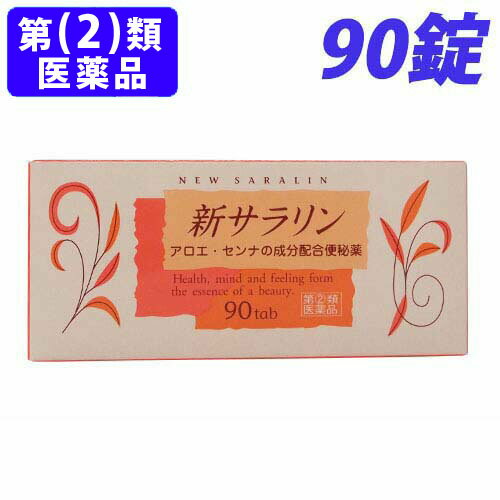 第(2)類
医薬品
90錠
NEW SARALIN
新サラリン
アロエ・センナの成分配合便秘薬
Health, mind and feeling form
the essence of a beauty.
90tab
第②類
医薬品